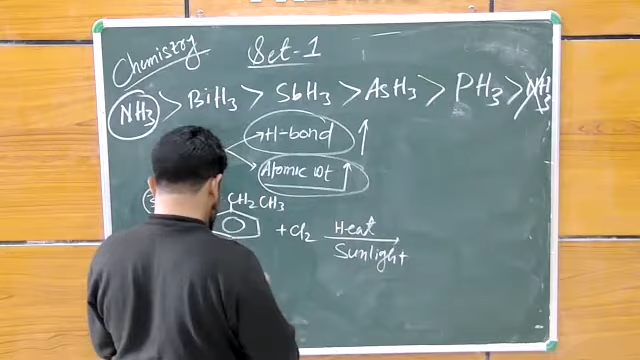 Chemistry
Set-1
NH3 > BiH3 > SbH3 > AsH3 > PH3 > NH3
→ H-bond ↑
→ Atomic wt ↑
CH2CH3
+ Cl2 Heat
Sunlight